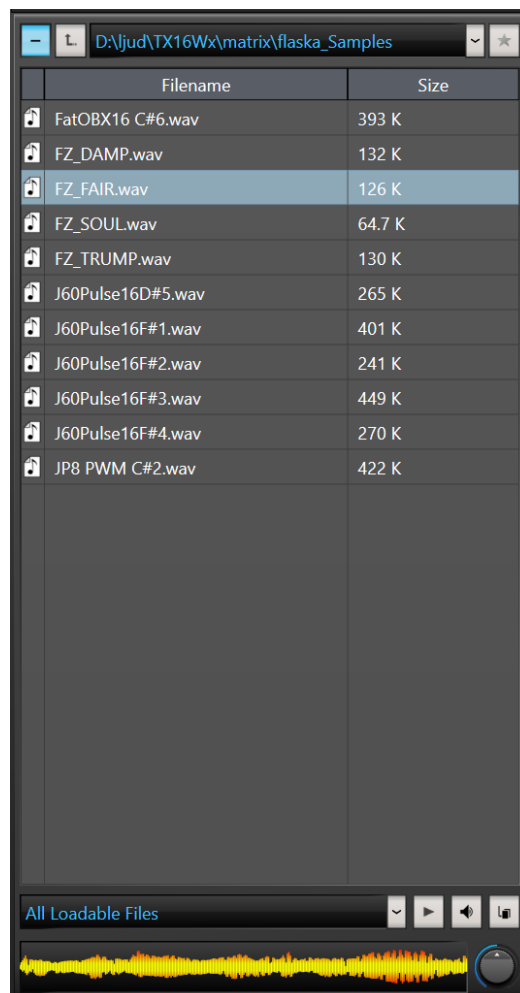 D:\ljud\TX16Wx\matrix\flaska_Samples
Filename Size
FatOBX16 C#6.wav 393 K
FZ_DAMP.wav 132 K
FZ_FAIR.wav 126 K
FZ_SOUL.wav 64.7 K
FZ_TRUMP.wav 130 K
J60Pulse16D#5.wav 265 K
J60Pulse16F#1.wav 401 K
J60Pulse16F#2.wav 241 K
J60Pulse16F#3.wav 449 K
J60Pulse16F#4.wav 270 K
JP8 PWM C#2.wav 422 K
All Loadable Files